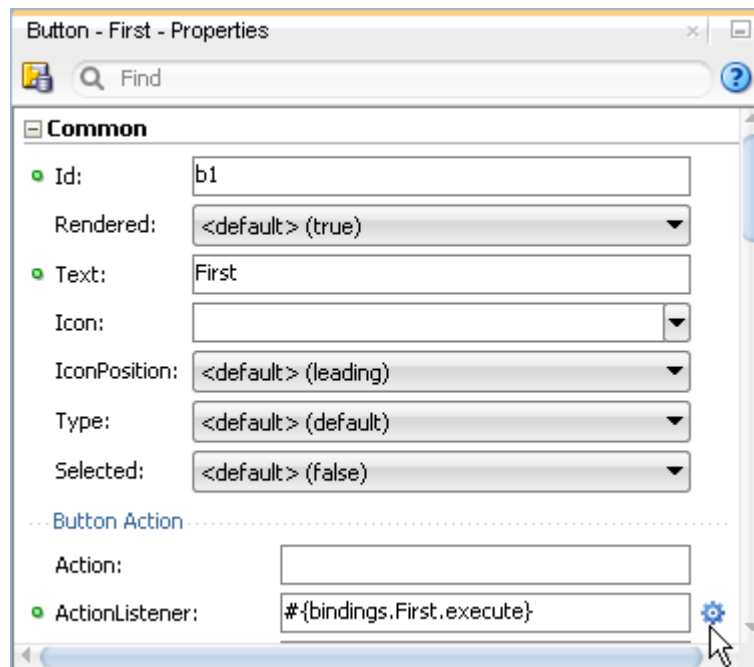 Button - First - Properties
Find
Common
Id: b1
Rendered: <default> (true)
Text: First
Icon:
IconPosition: <default> (leading)
Type: <default> (default)
Selected: <default> (false)
Button Action
Action:
ActionListener: #{bindings.First.execute}